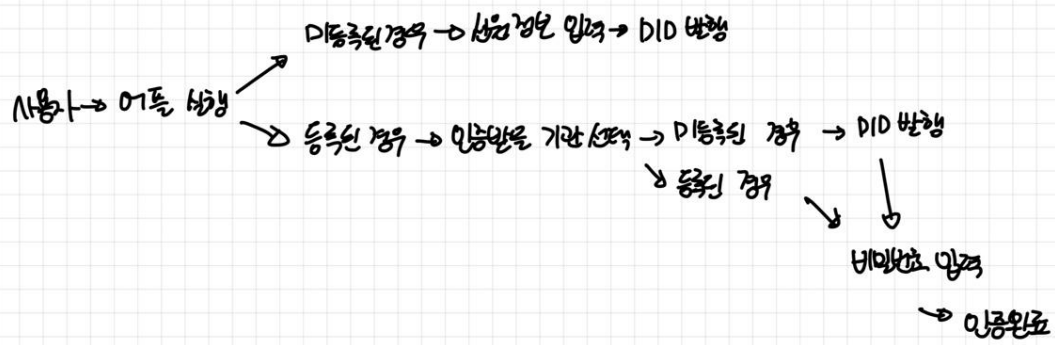 미등록된 경우 → 신원 정보 입력 → DID 발행
사용자 → 어플 실행
등록된 경우 → 인증받을 기관 선택 → 미등록된 경우 → DID 발행
등록된 경우
비밀번호 입력
인증완료